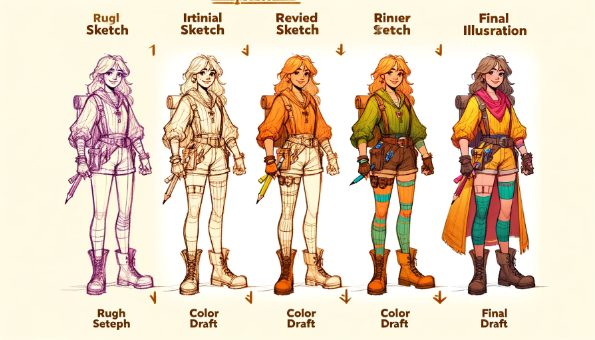 Rugl
Sketch
Irtinial
Sketch
Revied
Sketch
Rinıer
Setch
Final
Illusration
Rugh
Seteph
Color
Draft
Color
Draft
Color
Draft
Final
Draft